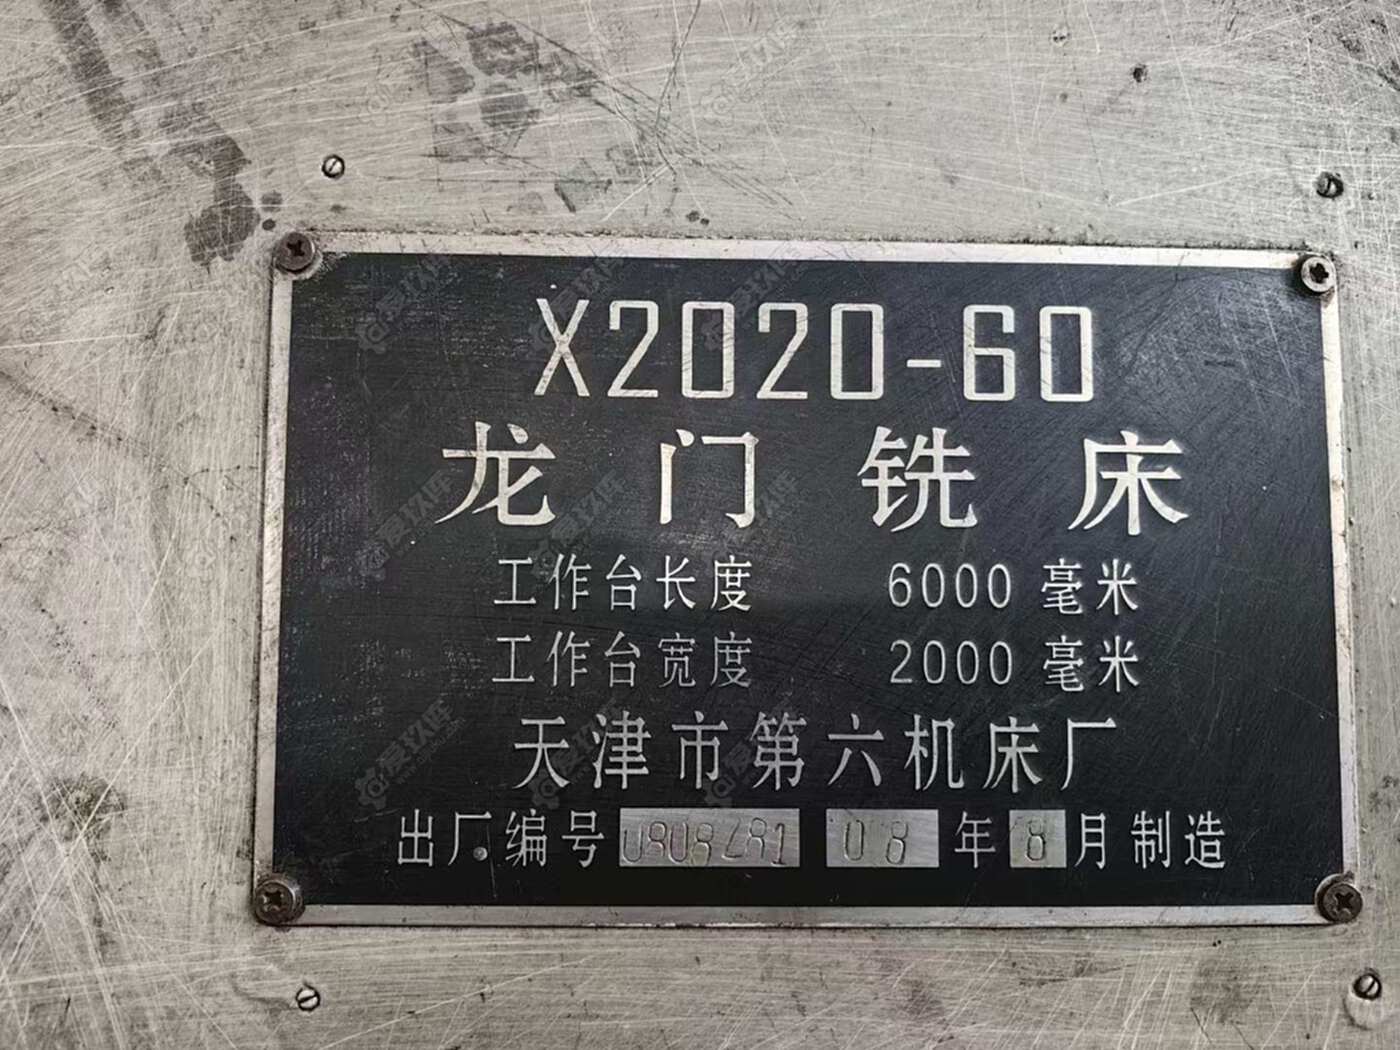 X2020-60
龙门铣床
工作台长度 6000 毫米
工作台宽度 2000 毫米
天津市第六机床厂
出厂编号 08 年 8 月制造